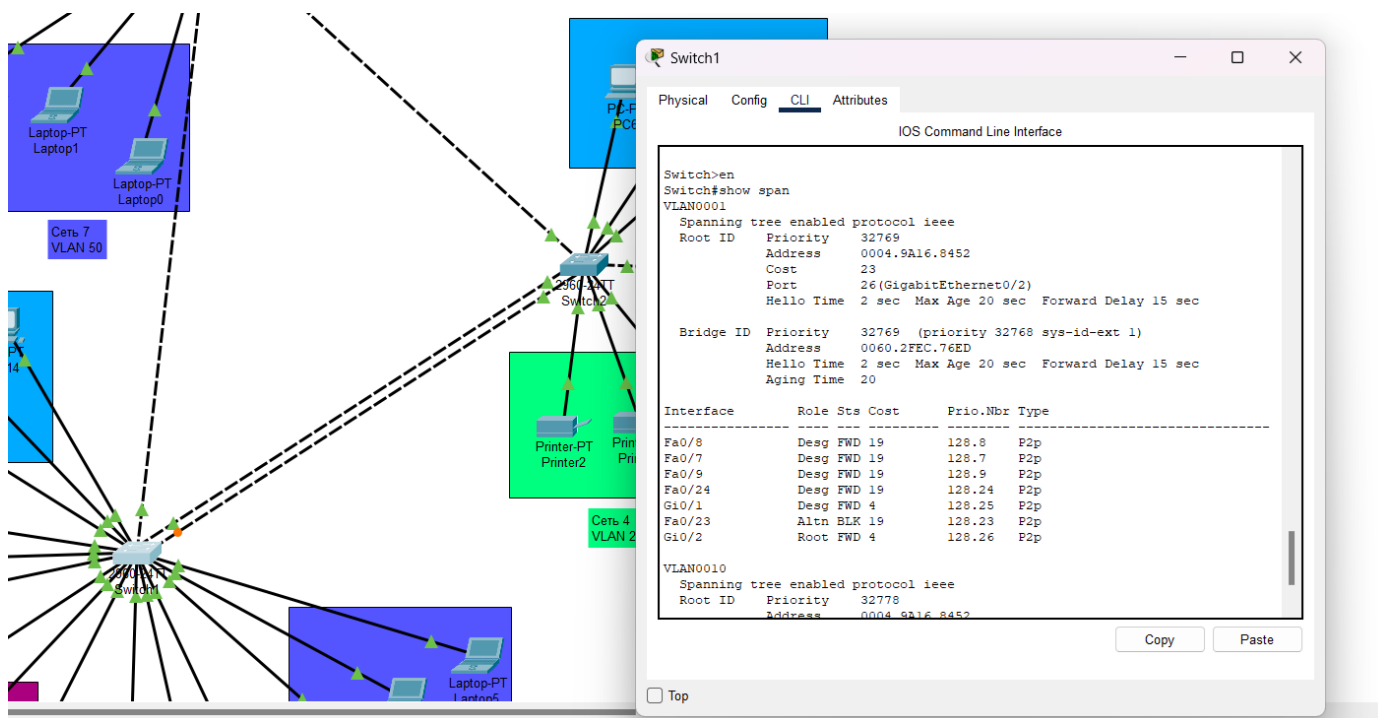 Laptop-PT
Laptop1
Laptop-PT
Laptop0
Сеть 7
VLAN 50
14
2960-24TT
Switch2
Printer-PT
Printer2
Сеть 4
2960-24TT
Switch1
Laptop-PT
Laptop5
Switch1
Physical Config CLI Attributes
IOS Command Line Interface
Switch>en
Switch#show span
VLAN0001
Spanning tree enabled protocol ieee
Root ID Priority 32769
Address 0004.9A16.8452
Cost 23
Port 26(GigabitEthernet0/2)
Hello Time 2 sec Max Age 20 sec Forward Delay 15 sec
Bridge ID Priority 32769 (priority 32768 sys-id-ext 1)
Address 0060.2FEC.76ED
Hello Time 2 sec Max Age 20 sec Forward Delay 15 sec
Aging Time 20
Interface Role Sts Cost Prio.Nbr Type
---------------- ---- --- --------- -------- --------------------------------
Fa0/8 Desg FWD 19 128.8 P2p
Fa0/7 Desg FWD 19 128.7 P2p
Fa0/9 Desg FWD 19 128.9 P2p
Fa0/24 Desg FWD 19 128.24 P2p
Gi0/1 Desg FWD 4 128.25 P2p
Fa0/23 Altn BLK 19 128.23 P2p
Gi0/2 Root FWD 4 128.26 P2p
VLAN0010
Spanning tree enabled protocol ieee
Root ID Priority 32778
Address 0004.9A16.8452
Copy Paste
Top